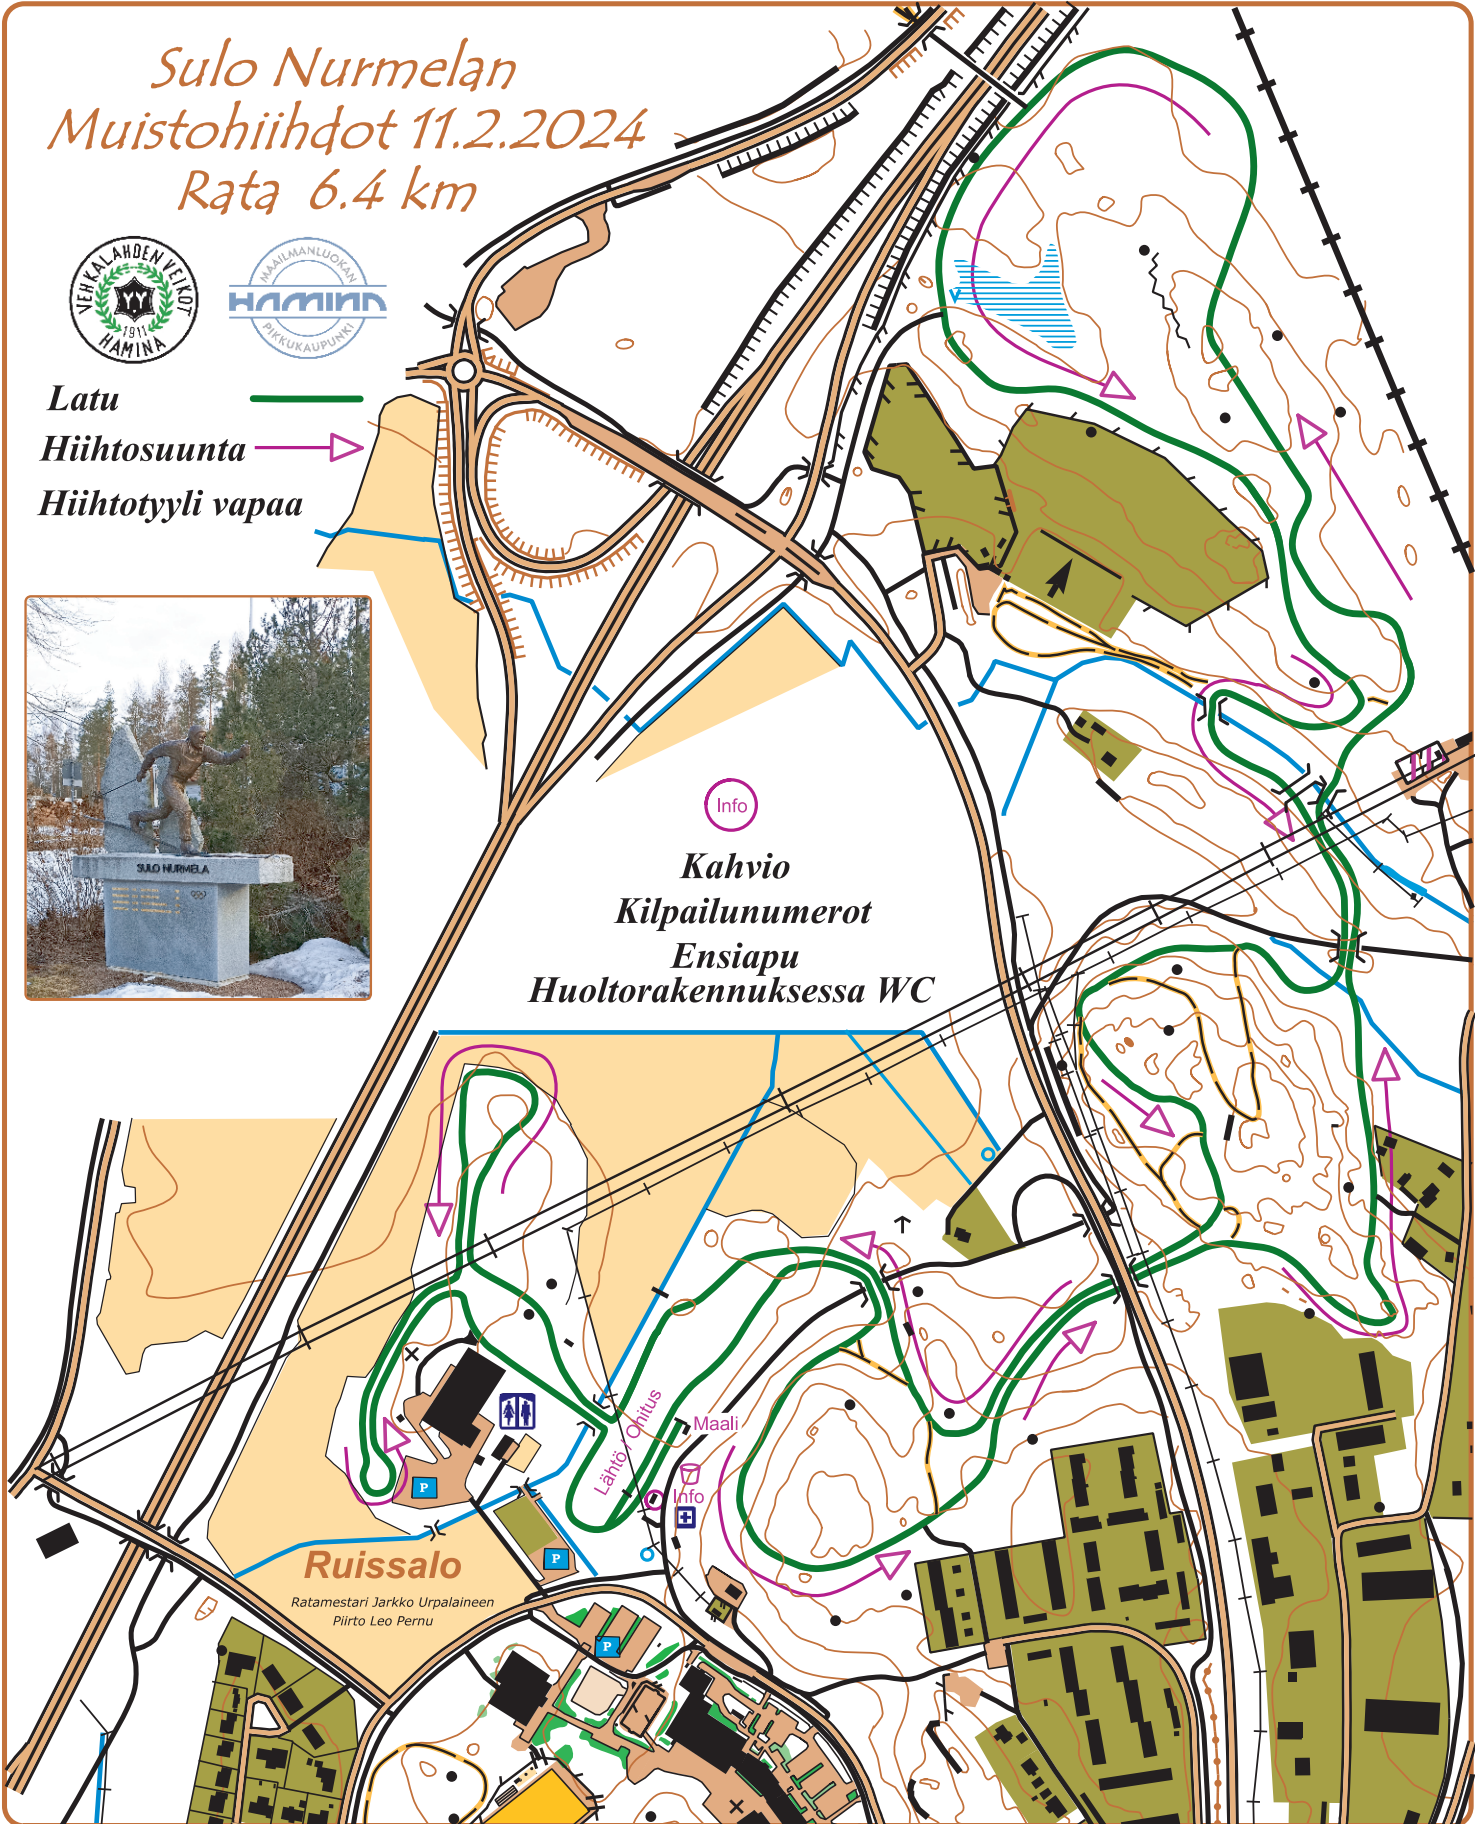 Sulo Nurmelan
Muistohiihdot 11.2.2024
Rata 6.4 km
VEHKALAHDEN VEIKOT
1911
HAMINA
MAAILMANLUOKAN
HAMINA
PIKKUKAUPUNKI
Latu
Hiihtosuunta
Hiihtotyyli vapaa
SULO NURMELA
Info
Kahvio
Kilpailunumerot
Ensiapu
Huoltorakennuksessa WC
Lähtö / Ohitus
Maali
Info
P
P
P
Ruissalo
Ratamestari Jarkko Urpalaineen
Piirto Leo Pernu